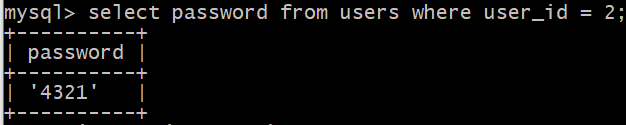 mysql> select password from users where user_id = 2;
+----------+
| password |
+----------+
| '4321'   |
+----------+